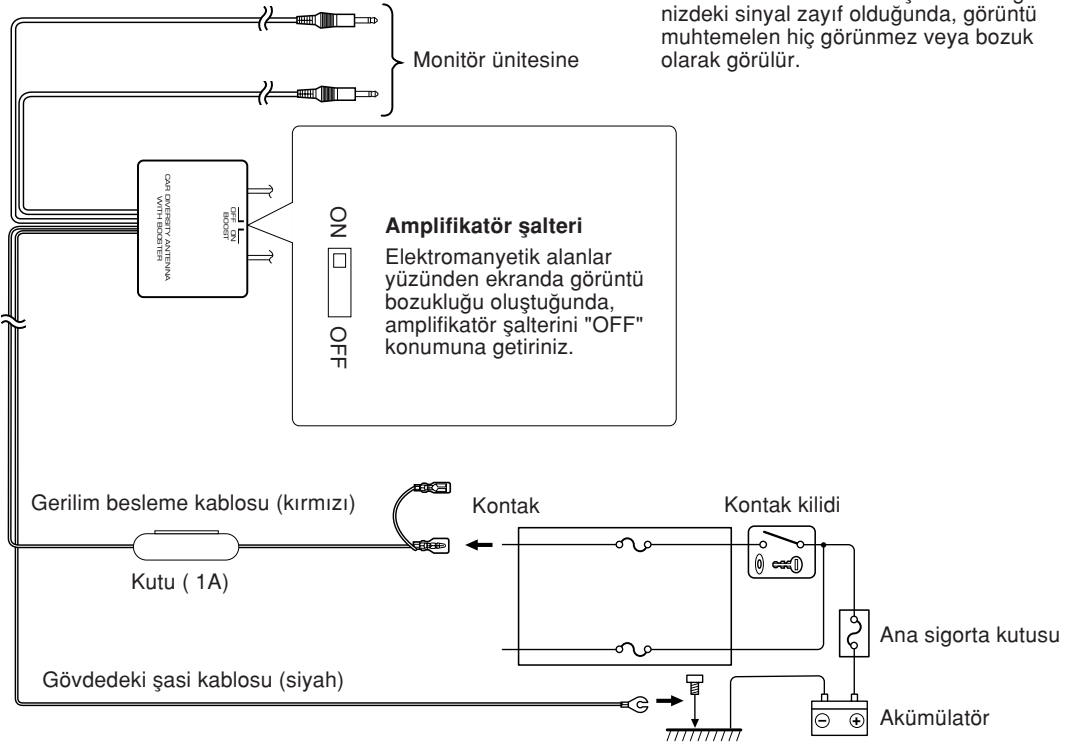 nizdeki sinyal zayıf olduğunda, görüntü
muhtemelen hiç görünmez veya bozuk
olarak görülür.
Monitör ünitesine
CAR DIVERSITY ANTENNA
WITH BOOSTER
OFF ON
BOOST
ON
OFF
Amplifikatör şalteri
Elektromanyetik alanlar
yüzünden ekranda görüntü
bozukluğu oluştuğunda,
amplifikatör şalterini "OFF"
konumuna getiriniz.
Gerilim besleme kablosu (kırmızı)
Kontak
Kontak kilidi
Kutu ( 1A)
Ana sigorta kutusu
Gövdedeki şasi kablosu (siyah)
Akümülatör